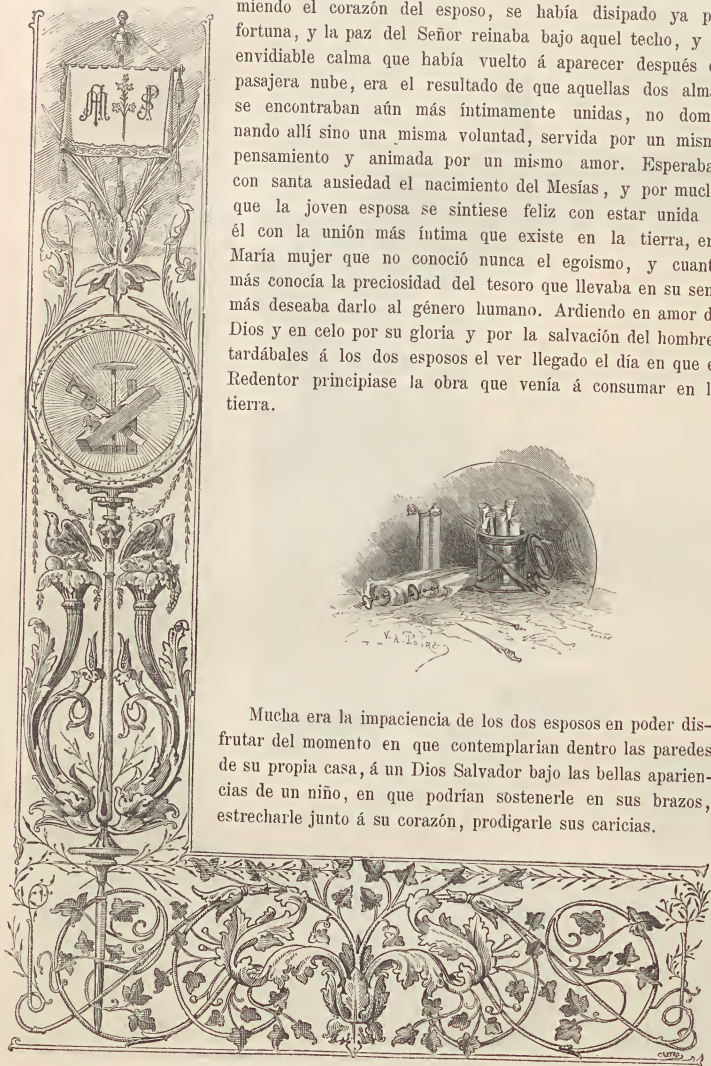 miendo el corazón del esposo, se había disipado ya p
fortuna, y la paz del Señor reinaba bajo aquel techo, y
envidiable calma que había vuelto á aparecer después
pasajera nube, era el resultado de que aquellas dos alma
se encontraban aún más íntimamente unidas, no dom
nando allí sino una misma voluntad, servida por un mism
pensamiento y animada por un mismo amor. Esperaba
con santa ansiedad el nacimiento del Mesías, y por much
que la joven esposa se sintiese feliz con estar unida
él con la unión más íntima que existe en la tierra, er
María mujer que no conoció nunca el egoismo, y cuant
más conocía la preciosidad del tesoro que llevaba en su sen
más deseaba darlo al género humano. Ardiendo en amor d
Dios y en celo por su gloria y por la salvación del hombre
tardábales á los dos esposos el ver llegado el día en que e
Redentor principiase la obra que venía á consumar en l
tierra.
V. A. POIRSON
Mucha era la impaciencia de los dos esposos en poder dis-
frutar del momento en que contemplarian dentro las paredes
de su propia casa, á un Dios Salvador bajo las bellas aparien-
cias de un niño, en que podrían sostenerle en sus brazos,
estrecharle junto á su corazón, prodigarle sus caricias.